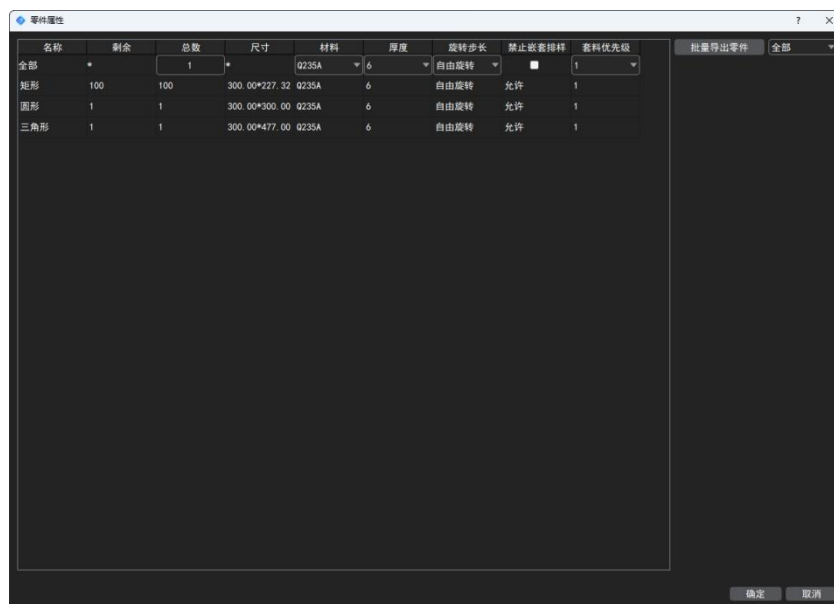 零件属性
名称 剩余 总数 尺寸 材料 厚度 旋转步长 禁止嵌套排样 套料优先级 批量导出零件 全部
全部 * 1 * Q235A 6 自由旋转 1
矩形 100 100 300.00*227.32 Q235A 6 自由旋转 允许 1
圆形 1 1 300.00*300.00 Q235A 6 自由旋转 允许 1
三角形 1 1 300.00*477.00 Q235A 6 自由旋转 允许 1
确定 取消